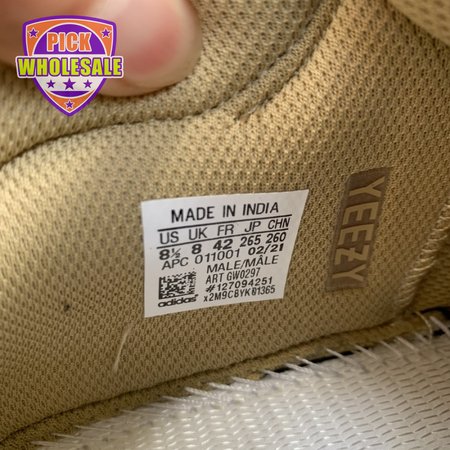 PICK
WHOLESALE
MADE IN INDIA
US UK FR JP CHN
8½ 8 42 265 260
APC 011001 02/21
MALE/MÂLE
ART GW0297
#127094251
adidas x2M9C8YKB1365
YEEZY